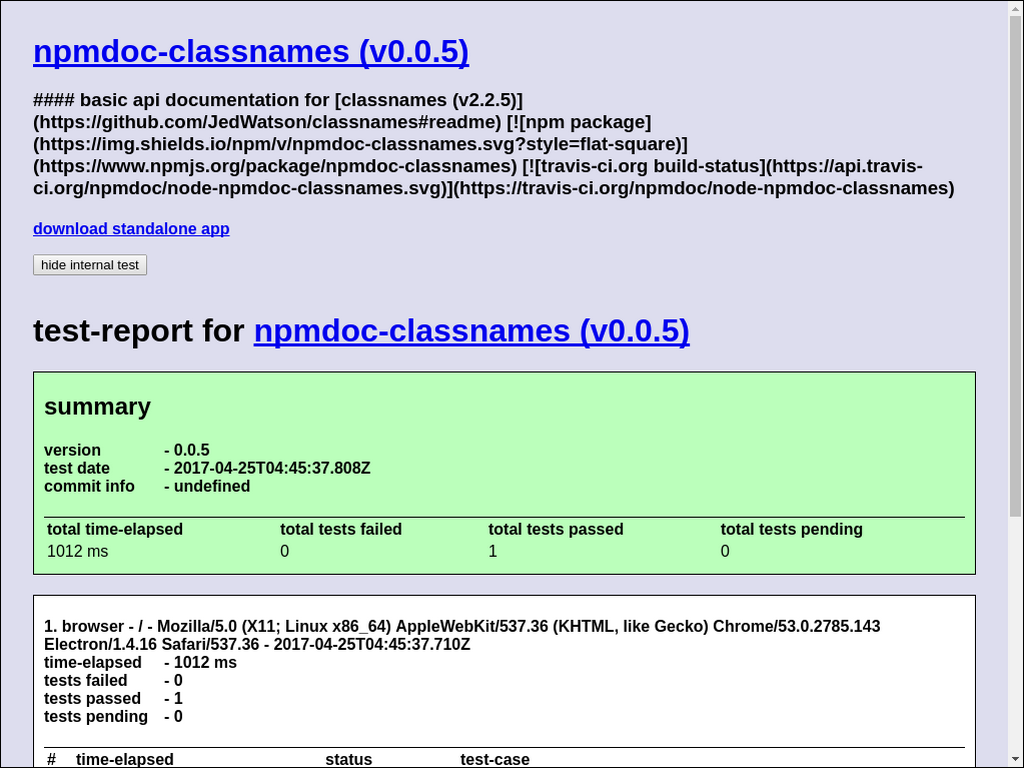 npmdoc-classnames (v0.0.5)
#### basic api documentation for [classnames (v2.2.5)]
(https://github.com/JedWatson/classnames#readme) [![npm package]
(https://img.shields.io/npm/v/npmdoc-classnames.svg?style=flat-square)]
(https://www.npmjs.org/package/npmdoc-classnames) [![travis-ci.org build-status](https://api.travis-
ci.org/npmdoc/node-npmdoc-classnames.svg)](https://travis-ci.org/npmdoc/node-npmdoc-classnames)
download standalone app
hide internal test
test-report for npmdoc-classnames (v0.0.5)
summary
version - 0.0.5
test date - 2017-04-25T04:45:37.808Z
commit info - undefined
total time-elapsed total tests failed total tests passed total tests pending
1012 ms 0 1 0
1. browser - / - Mozilla/5.0 (X11; Linux x86_64) AppleWebKit/537.36 (KHTML, like Gecko) Chrome/53.0.2785.143
Electron/1.4.16 Safari/537.36 - 2017-04-25T04:45:37.710Z
time-elapsed - 1012 ms
tests failed - 0
tests passed - 1
tests pending - 0
# time-elapsed status test-case